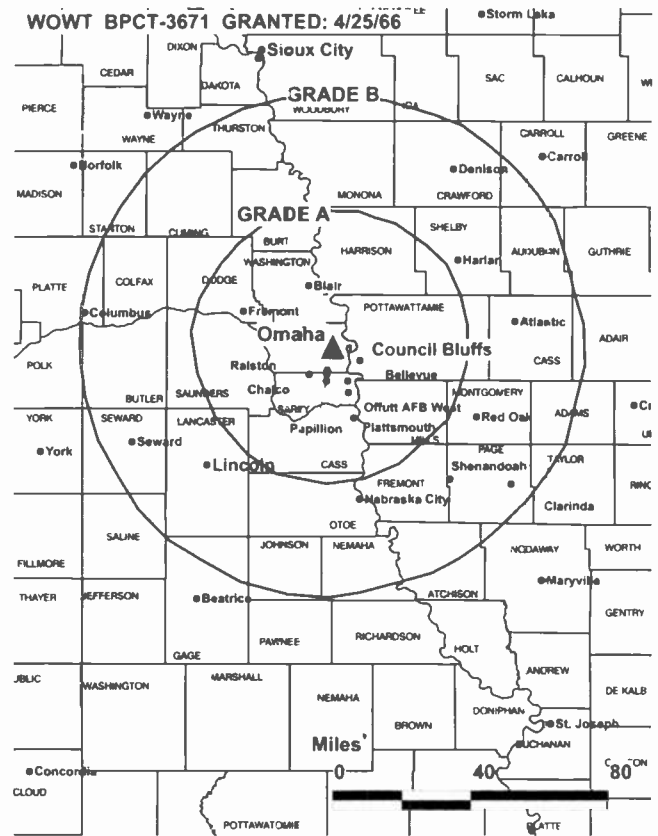 WOWT BPCT-3671 GRANTED: 4/25/66
Storm Lake
DIXON
Sioux City
CEDAR
DAKOTA
SAC
CALHOUN
PIERCE
GRADE B
WOODBURY
IDA
Wayne
WAYNE
THURSTON
CARROLL
GREENE
Carroll
Norfolk
Denison
MADISON
MONONA
CRAWFORD
GRADE A
STANTON
CUMING
BURT
SHELBY
HARRISON
AUDUBON
GUTHRIE
WASHINGTON
Harlan
PLATTE
COLFAX
DODGE
Blair
POTTAWATTAMIE
Columbus
Fremont
Atlantic
Omaha
ADAIR
Council Bluffs
CASS
POLK
Ralston
Bellevue
Chalco
BUTLER
SAUNDERS
MONTGOMERY
SARPY
Offutt AFB West
ADAMS
YORK
SEWARD
LANCASTER
Papillion
Plattsmouth
Red Oak
MILLS
York
Seward
PAGE
Lincoln
CASS
Shenandoah
TAYLOR
FREMONT
Nebraska City
Clarinda
OTOE
SALINE
JOHNSON
NEMAHA
NODAWAY
WORTH
FILLMORE
Maryville
THAYER
JEFFERSON
Beatrice
ATCHISON
GENTRY
PAWNEE
RICHARDSON
HOLT
GAGE
ANDREW
UBLIC
WASHINGTON
MARSHALL
DE KALB
NEMAHA
DONIPHAN
BROWN
St. Joseph
Miles
BUCHANAN
Concordia
0 40 80
CLOUD
POTTAWATOMIE
PLATTE